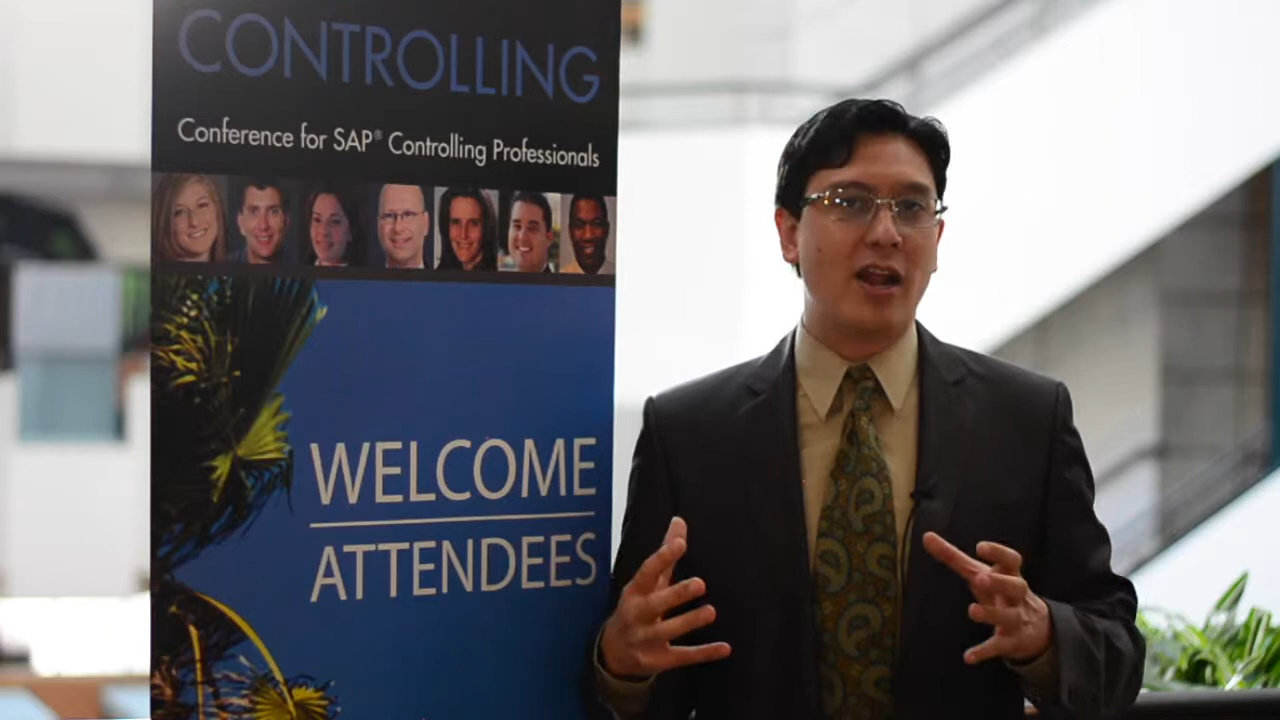 CONTROLLING
Conference for SAP® Controlling Professionals
WELCOME
ATTENDEES